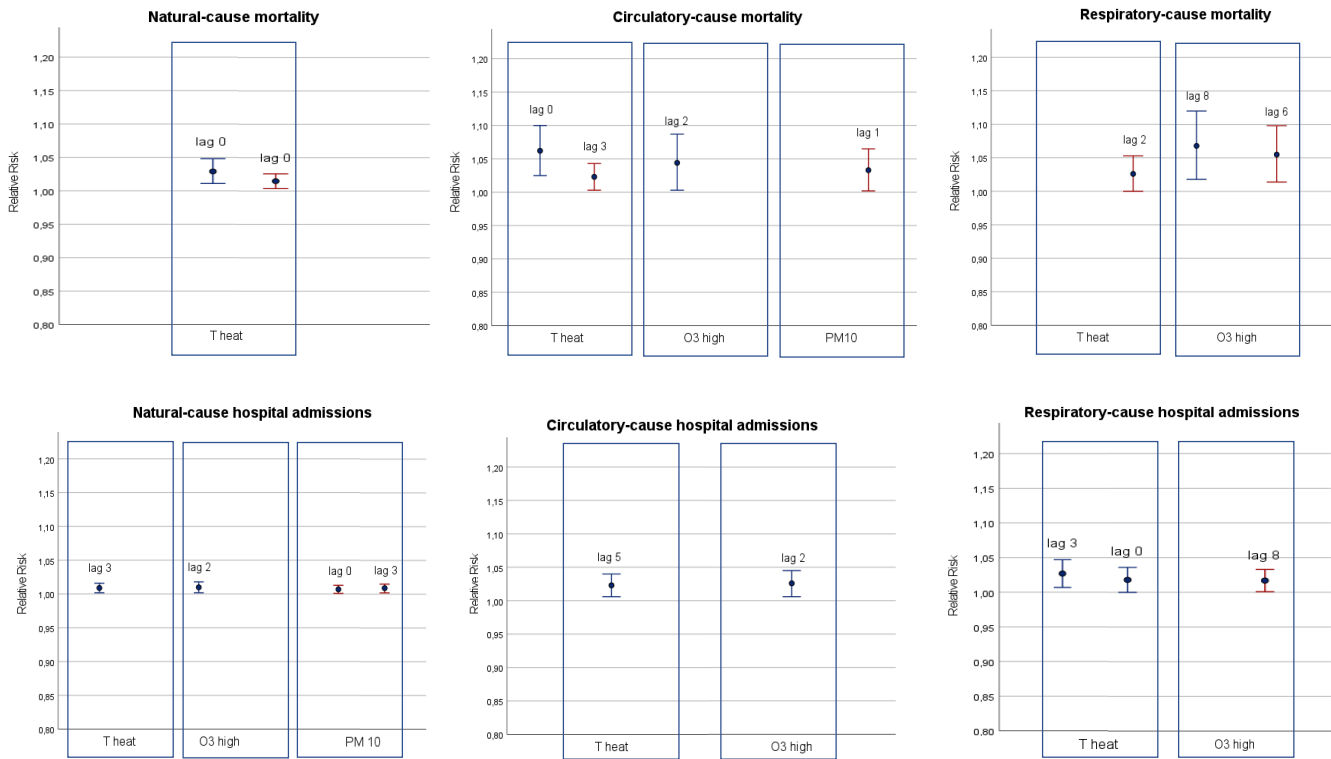 Natural-cause mortality
Relative Risk
1,20
1,15
1,10
1,05
1,00
0,95
0,90
0,85
0,80
lag 0
lag 0
T heat
Circulatory-cause mortality
Relative Risk
1,20
1,15
1,10
1,05
1,00
0,95
0,90
0,85
0,80
lag 0
lag 3
lag 2
lag 1
T heat
O3 high
PM10
Respiratory-cause mortality
Relative Risk
1,20
1,15
1,10
1,05
1,00
0,95
0,90
0,85
0,80
lag 2
lag 8
lag 6
T heat
O3 high
Natural-cause hospital admissions
Relative Risk
1,20
1,15
1,10
1,05
1,00
0,95
0,90
0,85
0,80
lag 3
lag 2
lag 0
lag 3
T heat
O3 high
PM 10
Circulatory-cause hospital admissions
Relative Risk
1,20
1,15
1,10
1,05
1,00
0,95
0,90
0,85
0,80
lag 5
lag 2
T heat
O3 high
Respiratory-cause hospital admissions
Relative Risk
1,20
1,15
1,10
1,05
1,00
0,95
0,90
0,85
0,80
lag 3
lag 0
lag 8
T heat
O3 high